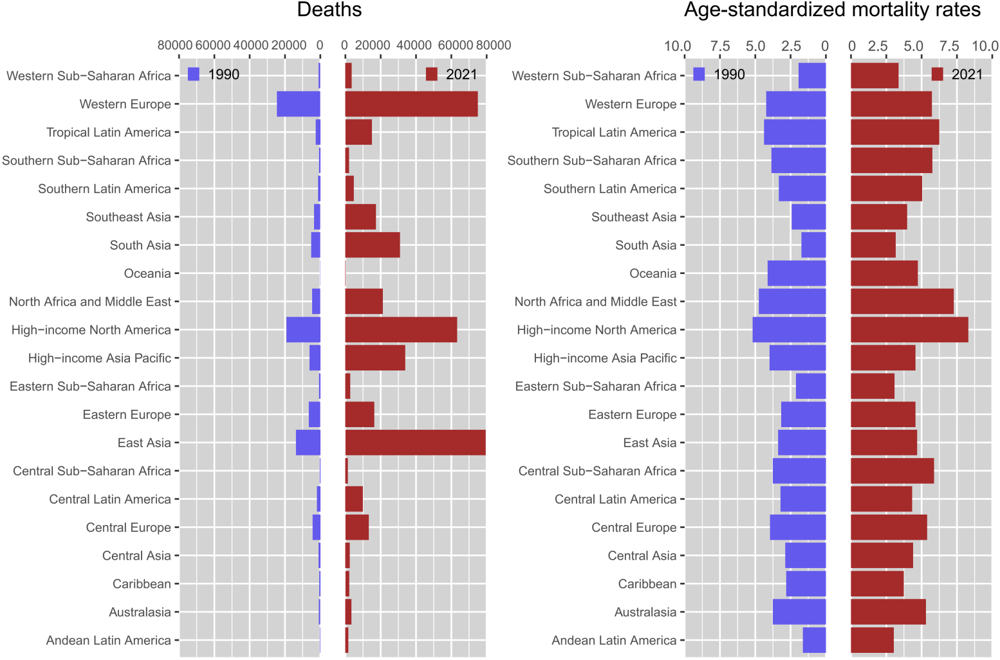 Deaths
80000 60000 40000 20000 0 0 20000 40000 60000 80000
1990 2021
Western Sub−Saharan Africa
Western Europe
Tropical Latin America
Southern Sub−Saharan Africa
Southern Latin America
Southeast Asia
South Asia
Oceania
North Africa and Middle East
High−income North America
High−income Asia Pacific
Eastern Sub−Saharan Africa
Eastern Europe
East Asia
Central Sub−Saharan Africa
Central Latin America
Central Europe
Central Asia
Caribbean
Australasia
Andean Latin America
Age-standardized mortality rates
10.0 7.5 5.0 2.5 0 0 2.5 5.0 7.5 10.0
1990 2021
Western Sub−Saharan Africa
Western Europe
Tropical Latin America
Southern Sub−Saharan Africa
Southern Latin America
Southeast Asia
South Asia
Oceania
North Africa and Middle East
High−income North America
High−income Asia Pacific
Eastern Sub−Saharan Africa
Eastern Europe
East Asia
Central Sub−Saharan Africa
Central Latin America
Central Europe
Central Asia
Caribbean
Australasia
Andean Latin America